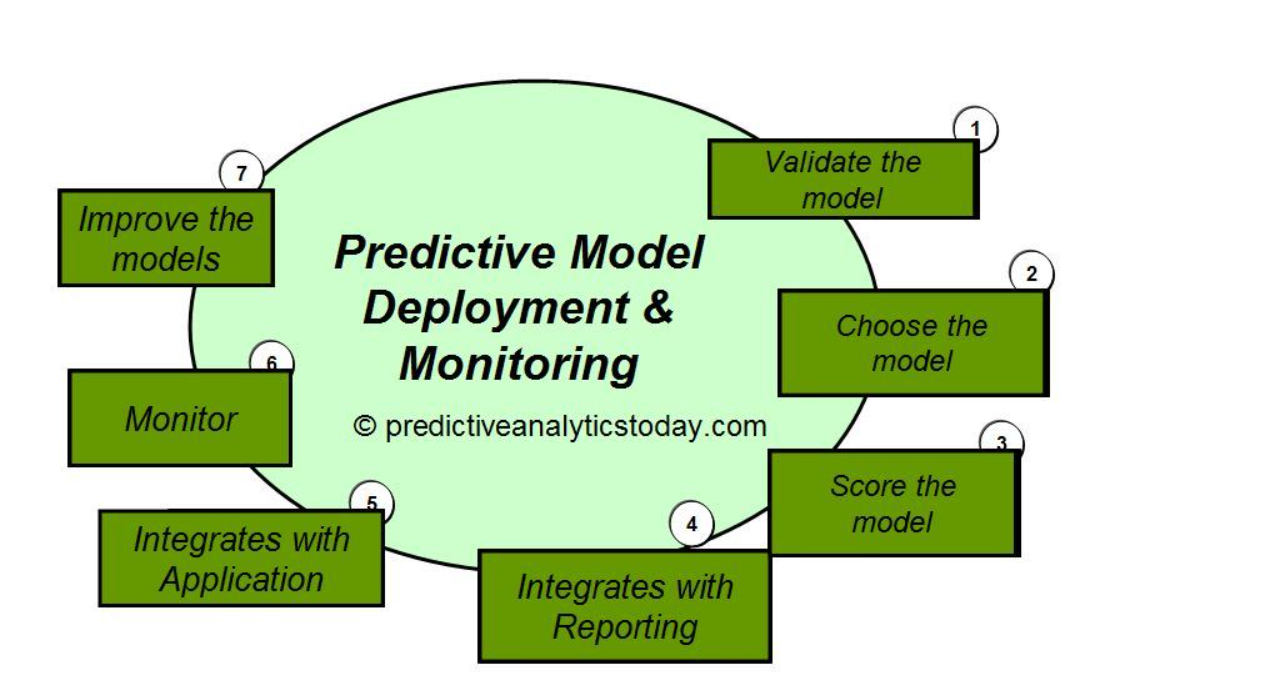 Predictive Model
Deployment &
Monitoring
© predictiveanalyticstoday.com
1
Validate the
model
2
Choose the
model
3
Score the
model
4
Integrates with
Reporting
5
Integrates with
Application
6
Monitor
7
Improve the
models